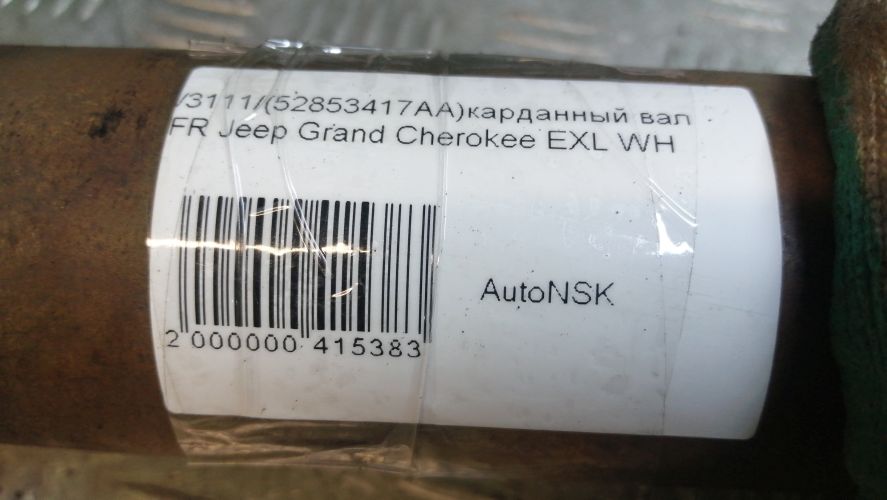 /3111/(52853417AA)карданный вал
FR Jeep Grand Cherokee EXL WH
AutoNSK
2 000000 415383